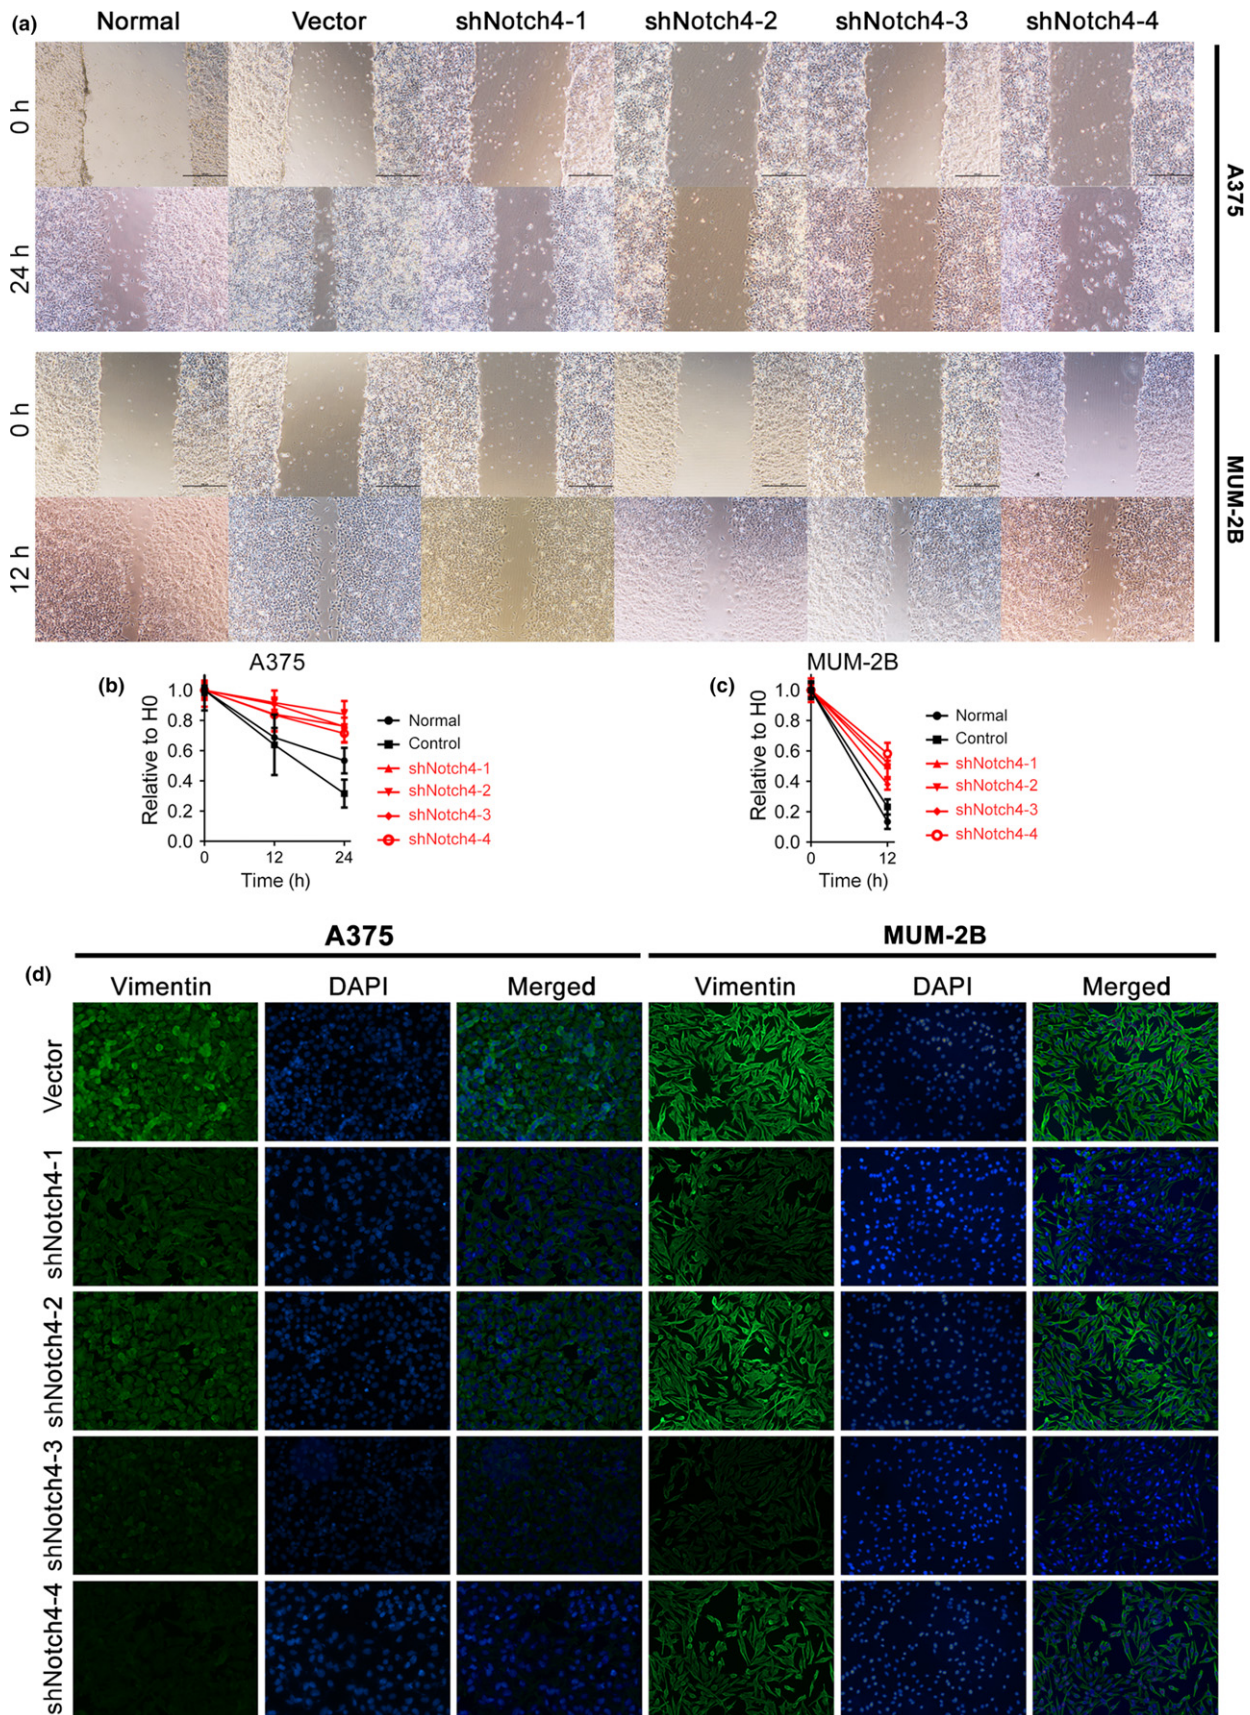 (a) Normal Vector shNotch4-1 shNotch4-2 shNotch4-3 shNotch4-4
0 h
24 h
A375
0 h
12 h
MUM-2B
(b) A375
Relative to H0
1.0
0.8
0.6
0.4
0.2
0.0
0 12 24
Time (h)
Normal
Control
shNotch4-1
shNotch4-2
shNotch4-3
shNotch4-4
(c) MUM-2B
Relative to H0
1.0
0.8
0.6
0.4
0.2
0.0
0 12
Time (h)
Normal
Control
shNotch4-1
shNotch4-2
shNotch4-3
shNotch4-4
A375 MUM-2B
(d)
Vimentin DAPI Merged Vimentin DAPI Merged
Vector
shNotch4-1
shNotch4-2
shNotch4-3
shNotch4-4